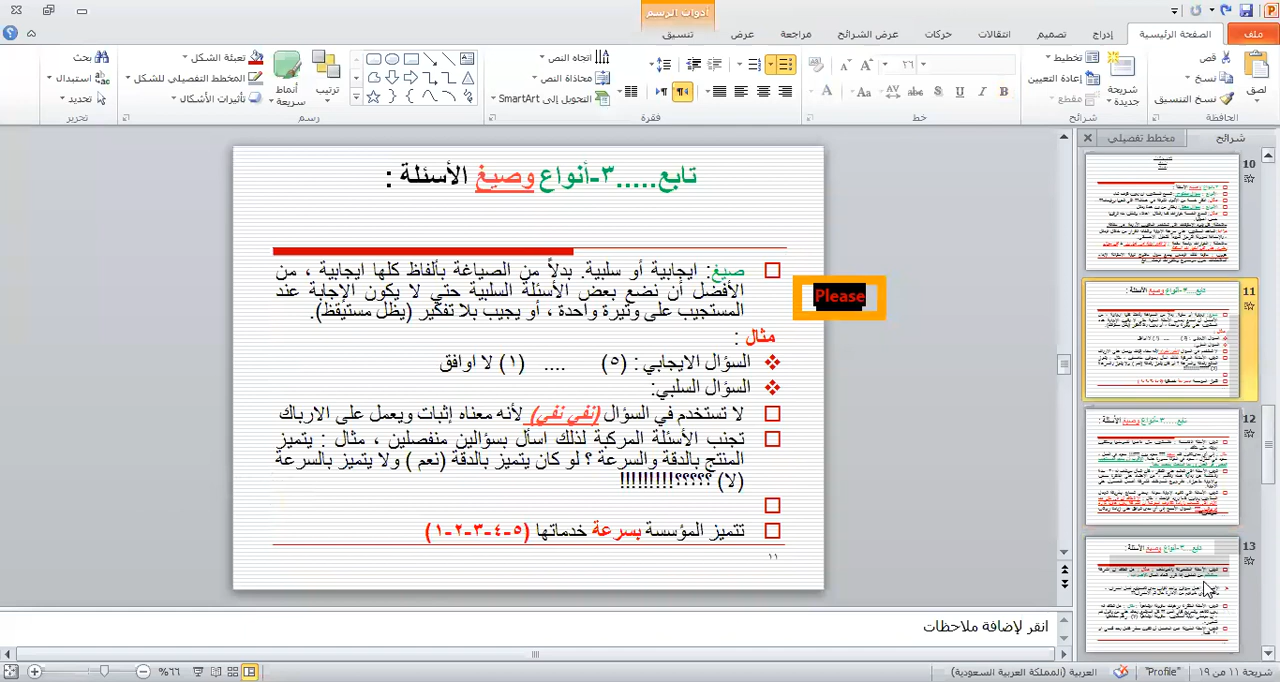 أدوات الرسم
ملف
الصفحة الرئيسية
إدراج
تصميم
انتقالات
حركات
عرض الشرائح
مراجعة
عرض
تنسيق
لصق
قص
نسخ
نسخ التنسيق
الحافظة
شريحة جديدة
تخطيط
إعادة التعيين
مقطع
شرائح
٢٦
خط
اتجاه النص
محاذاة النص
التحويل إلى SmartArt
فقرة
ترتيب
أنماط سريعة
تعبئة الشكل
المخطط التفصيلي للشكل
تأثيرات الشكل
رسم
بحث
استبدال
تحديد
تحرير
شرائح
مخطط تفصيلي
10
11
12
13
تابع.....٣-أنواع وصيغ الأسئلة :
صيغ: ايجابية أو سلبية. بدلاً من الصياغة بألفاظ كلها ايجابية ، من
الأفضل أن نضع بعض الأسئلة السلبية حتى لا يكون الإجابة عند
المستجيب على وتيرة واحدة ، أو يجيب بلا تفكير (يظل مستيقظ).
مثال :
السؤال الايجابي : (٥) .... (١) لا اوافق
السؤال السلبي:
لا تستخدم في السؤال (نفي نفي) لأنه معناه إثبات ويعمل على الارباك
تجنب الأسئلة المركبة لذلك اسأل بسؤالين منفصلين ، مثال : يتميز
المنتج بالدقة والسرعة ؟ لو كان يتميز بالدقة (نعم ) ولا يتميز بالسرعة
(لا) ؟؟؟؟؟!!!!!!!!!
تتميز المؤسسة بسرعة خدماتها (٥-٤-٣-٢-١)
١١
Please
انقر لإضافة ملاحظات
شريحة ١١ من ١٩
"Profile"
العربية (المملكة العربية السعودية)
٦٦%